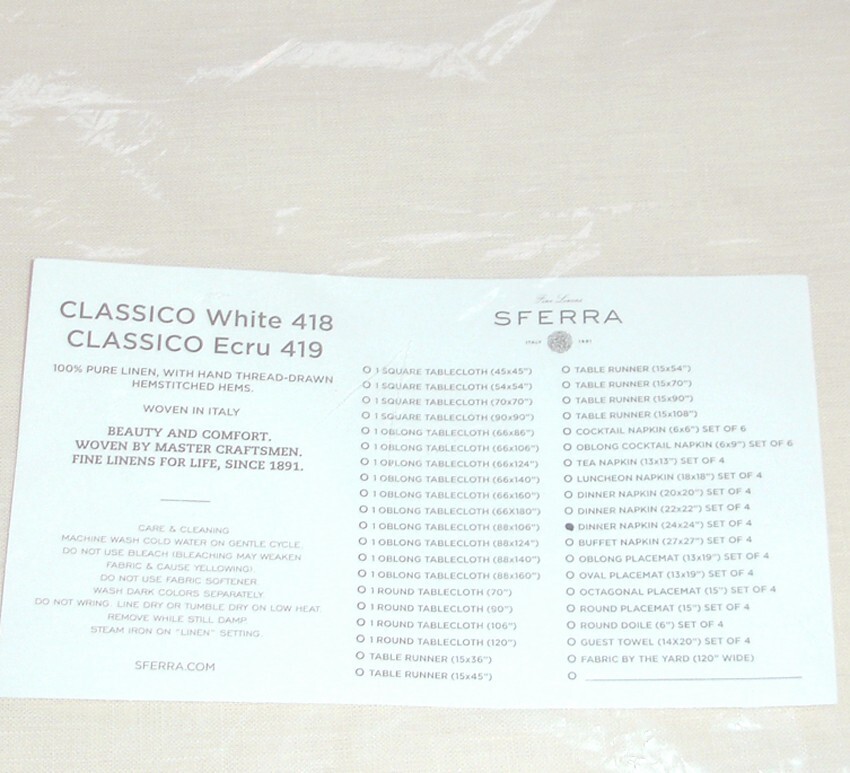 CLASSICO White 418
CLASSICO Ecru 419
100% PURE LINEN, WITH HAND THREAD-DRAWN
HEMSTITCHED HEMS.
WOVEN IN ITALY
BEAUTY AND COMFORT.
WOVEN BY MASTER CRAFTSMEN.
FINE LINENS FOR LIFE, SINCE 1891.
CARE & CLEANING
MACHINE WASH COLD WATER ON GENTLE CYCLE.
DO NOT USE BLEACH (BLEACHING MAY WEAKEN
FABRIC & CAUSE YELLOWING).
DO NOT USE FABRIC SOFTENER.
WASH DARK COLORS SEPARATELY.
DO NOT WRING. LINE DRY OR TUMBLE DRY ON LOW HEAT.
REMOVE WHILE STILL DAMP.
STEAM IRON ON "LINEN" SETTING.
SFERRA.COM
Fine Linens
SFERRA
ITALY 1891
1 SQUARE TABLECLOTH (45x45")
1 SQUARE TABLECLOTH (54x54")
1 SQUARE TABLECLOTH (70x70")
1 SQUARE TABLECLOTH (90x90")
1 OBLONG TABLECLOTH (66x86")
1 OBLONG TABLECLOTH (66x106")
1 OBLONG TABLECLOTH (66x124")
1 OBLONG TABLECLOTH (66x140")
1 OBLONG TABLECLOTH (66x160")
1 OBLONG TABLECLOTH (66X180")
1 OBLONG TABLECLOTH (88x106")
1 OBLONG TABLECLOTH (88x124")
1 OBLONG TABLECLOTH (88x140")
1 OBLONG TABLECLOTH (88x160")
1 ROUND TABLECLOTH (70")
1 ROUND TABLECLOTH (90")
1 ROUND TABLECLOTH (106")
1 ROUND TABLECLOTH (120")
TABLE RUNNER (15x36")
TABLE RUNNER (15x45")
TABLE RUNNER (15x54")
TABLE RUNNER (15x70")
TABLE RUNNER (15x90")
TABLE RUNNER (15x108")
COCKTAIL NAPKIN (6x6") SET OF 6
OBLONG COCKTAIL NAPKIN (6x9") SET OF 6
TEA NAPKIN (13x13") SET OF 4
LUNCHEON NAPKIN (18x18") SET OF 4
DINNER NAPKIN (20x20") SET OF 4
DINNER NAPKIN (22x22") SET OF 4
DINNER NAPKIN (24x24") SET OF 4
BUFFET NAPKIN (27x27") SET OF 4
OBLONG PLACEMAT (13x19") SET OF 4
OVAL PLACEMAT (13x19") SET OF 4
OCTAGONAL PLACEMAT (15") SET OF 4
ROUND PLACEMAT (15") SET OF 4
ROUND DOILE (6") SET OF 4
GUEST TOWEL (14X20") SET OF 4
FABRIC BY THE YARD (120" WIDE)